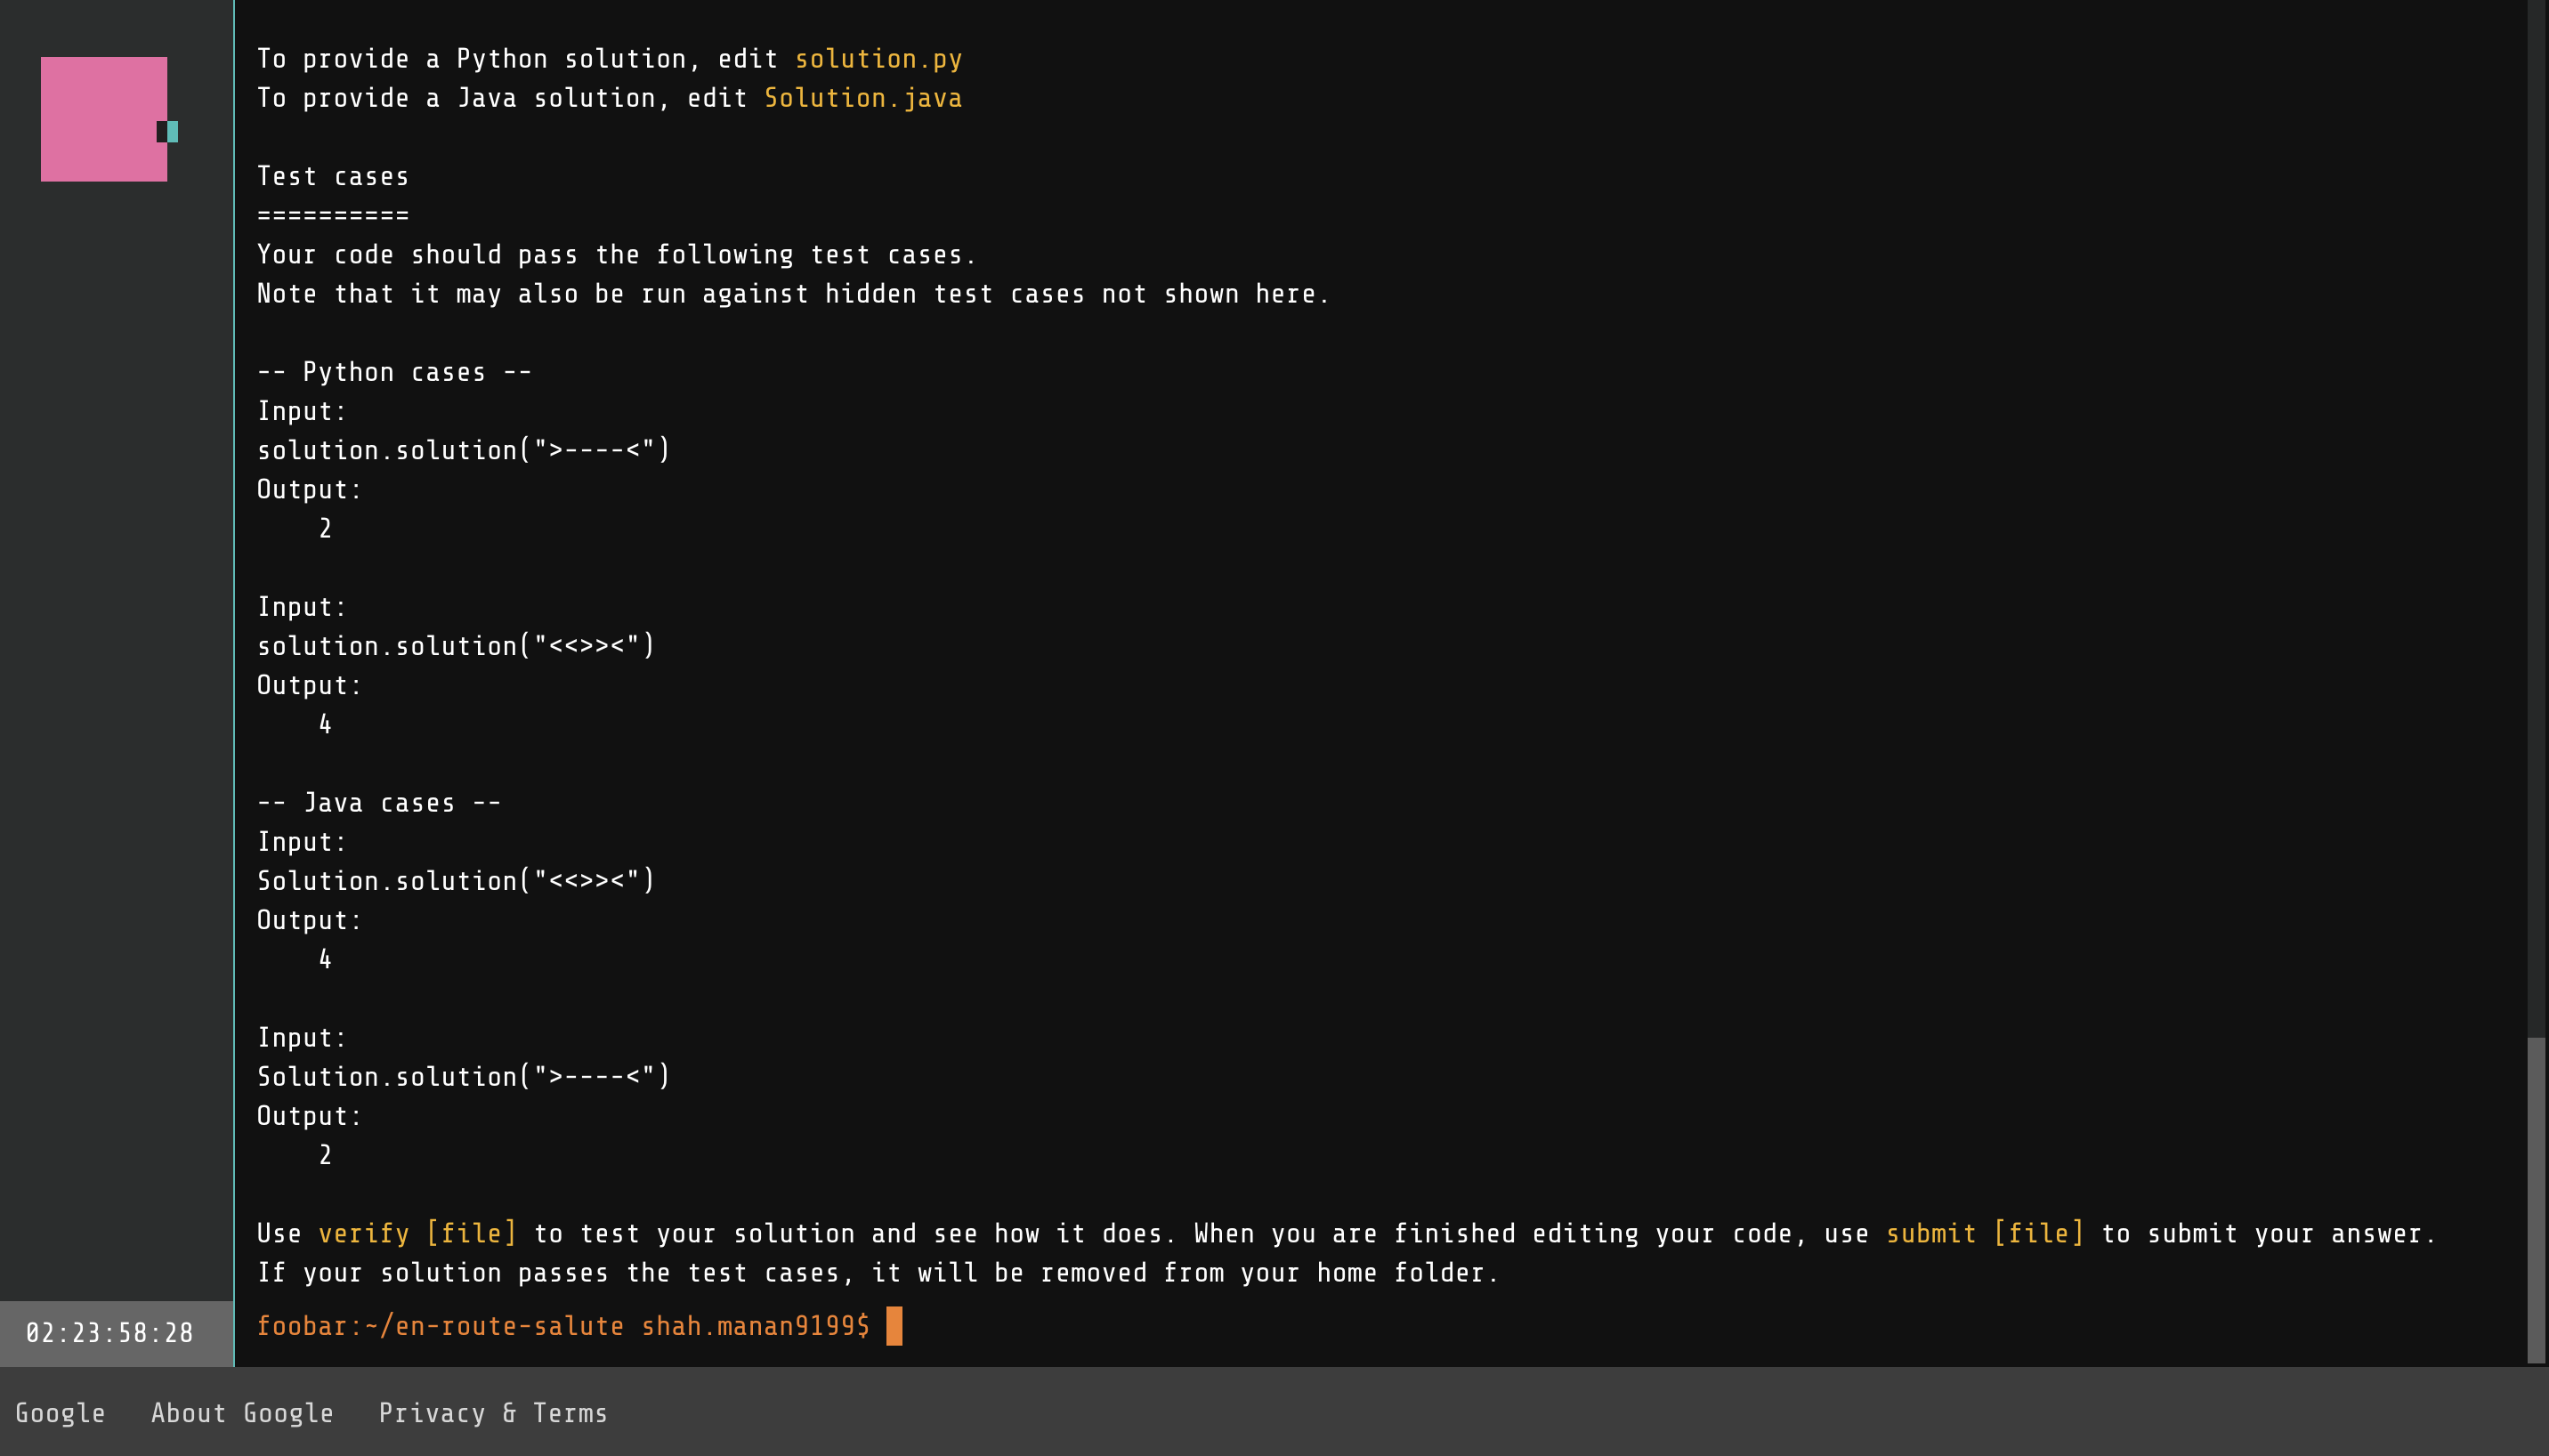 To provide a Python solution, edit solution.py
To provide a Java solution, edit Solution.java
Test cases
==========
Your code should pass the following test cases.
Note that it may also be run against hidden test cases not shown here.
-- Python cases --
Input:
solution.solution(">----<")
Output:
    2
Input:
solution.solution("<<>><")
Output:
    4
-- Java cases --
Input:
Solution.solution("<<>><")
Output:
    4
Input:
Solution.solution(">----<")
Output:
    2
Use verify [file] to test your solution and see how it does. When you are finished editing your code, use submit [file] to submit your answer.
If your solution passes the test cases, it will be removed from your home folder.
foobar:~/en-route-salute shah.manan9199$
02:23:58:28
Google About Google Privacy & Terms